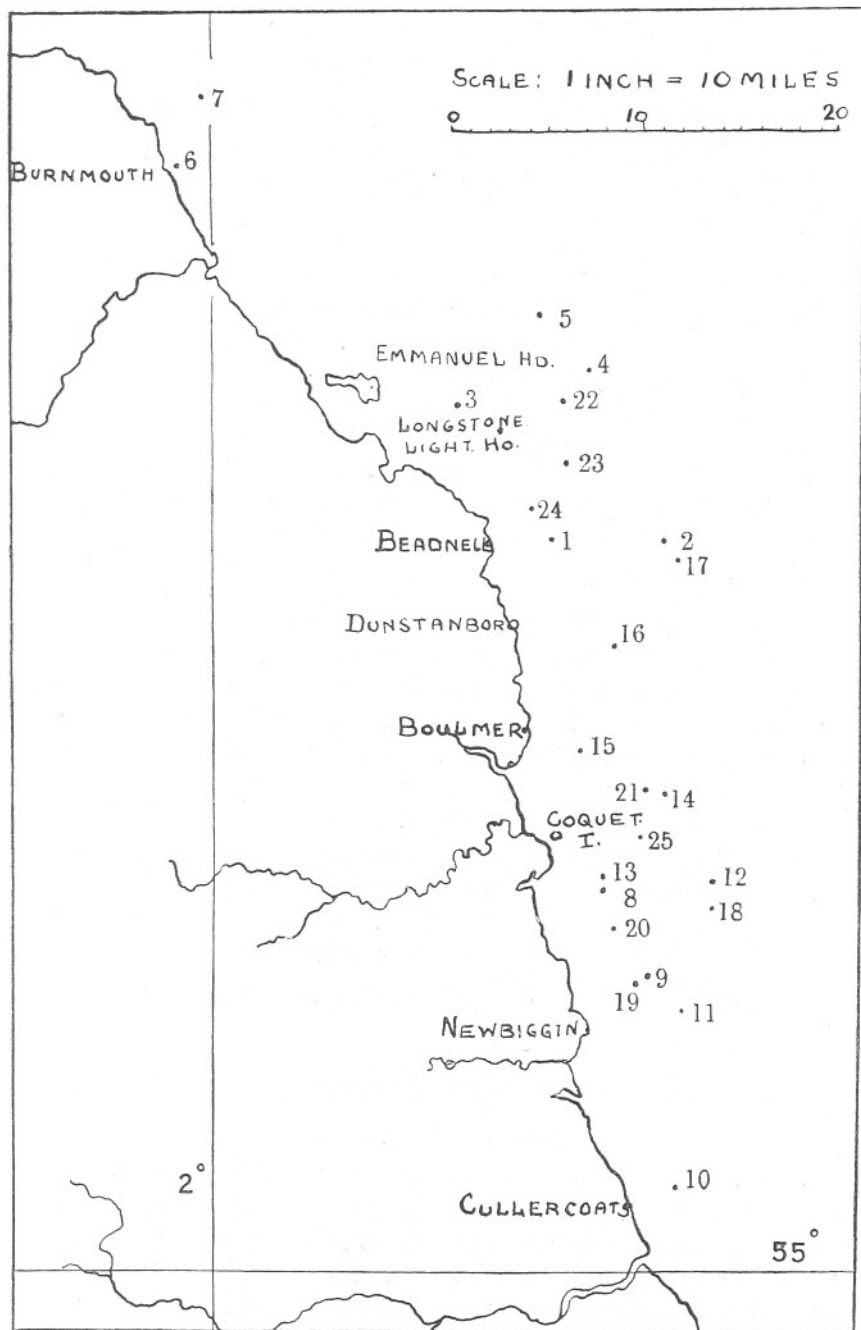 SCALE: 1 INCH = 10 MILES
0 10 20
7
6
BURNMOUTH
5
EMMANUEL HD.
4
3
22
LONGSTONE
LIGHT. HO.
23
24
BEADNELL
1
2
17
DUNSTANBORO
16
BOULMER
15
21
14
COQUET
I.
25
13
12
8
18
20
9
19
11
NEWBIGGIN
2°
10
CULLERCOATS
55°